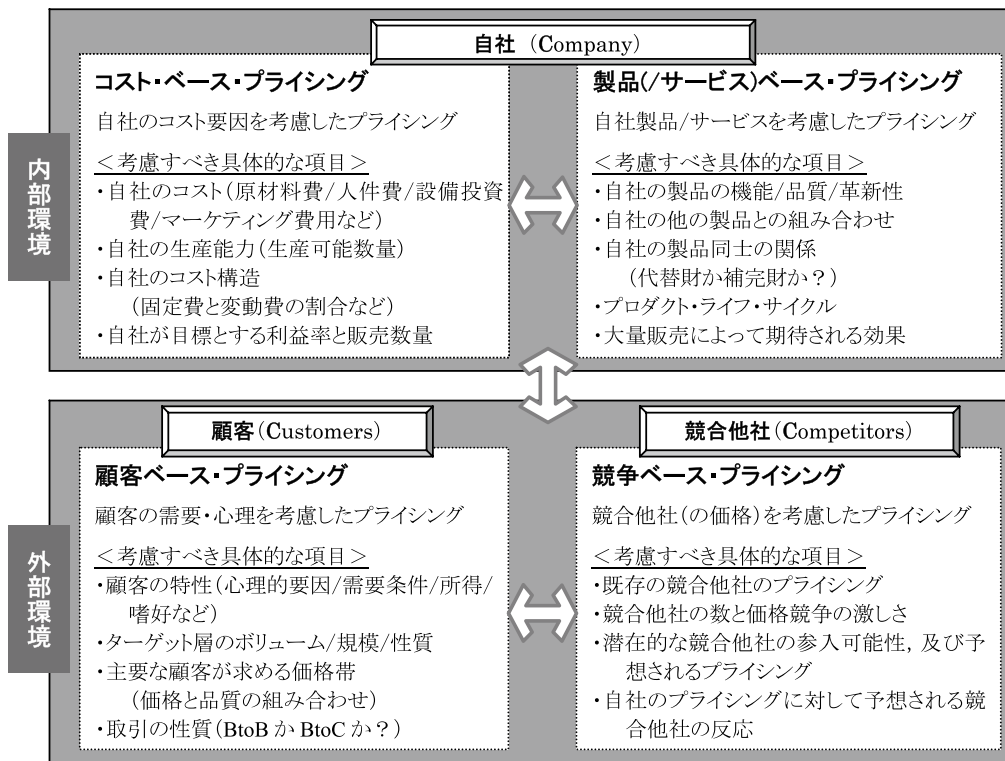 自社 (Company)
内部環境
コスト・ベース・プライシング
自社のコスト要因を考慮したプライシング
＜考慮すべき具体的な項目＞
・自社のコスト(原材料費/人件費/設備投資
費/マーケティング費用など)
・自社の生産能力(生産可能数量)
・自社のコスト構造
(固定費と変動費の割合など)
・自社が目標とする利益率と販売数量
製品(/サービス)ベース・プライシング
自社製品/サービスを考慮したプライシング
＜考慮すべき具体的な項目＞
・自社の製品の機能/品質/革新性
・自社の他の製品との組み合わせ
・自社の製品同士の関係
(代替財か補完財か？)
・プロダクト・ライフ・サイクル
・大量販売によって期待される効果
外部環境
顧客(Customers)
顧客ベース・プライシング
顧客の需要・心理を考慮したプライシング
＜考慮すべき具体的な項目＞
・顧客の特性(心理的要因/需要条件/所得/
嗜好など)
・ターゲット層のボリューム/規模/性質
・主要な顧客が求める価格帯
(価格と品質の組み合わせ)
・取引の性質(BtoB か BtoC か？)
競合他社(Competitors)
競争ベース・プライシング
競合他社(の価格)を考慮したプライシング
＜考慮すべき具体的な項目＞
・既存の競合他社のプライシング
・競合他社の数と価格競争の激しさ
・潜在的な競合他社の参入可能性, 及び予
想されるプライシング
・自社のプライシングに対して予想される競
合他社の反応